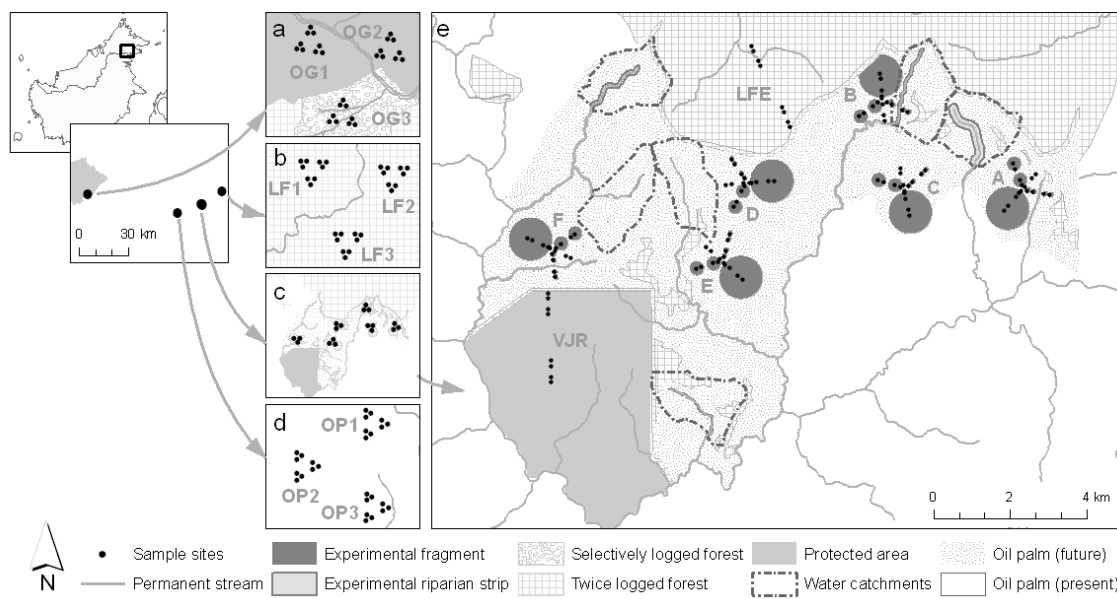 a
OG1
OG2
OG3
0 30 km
b
LF1
LF2
LF3
c
d
OP1
OP2
OP3
e
LFE
B
A
C
D
F
E
VJR
0 2 4 km
N
Sample sites
Permanent stream
Experimental fragment
Experimental riparian strip
Selectively logged forest
Twice logged forest
Protected area
Water catchments
Oil palm (future)
Oil palm (present)